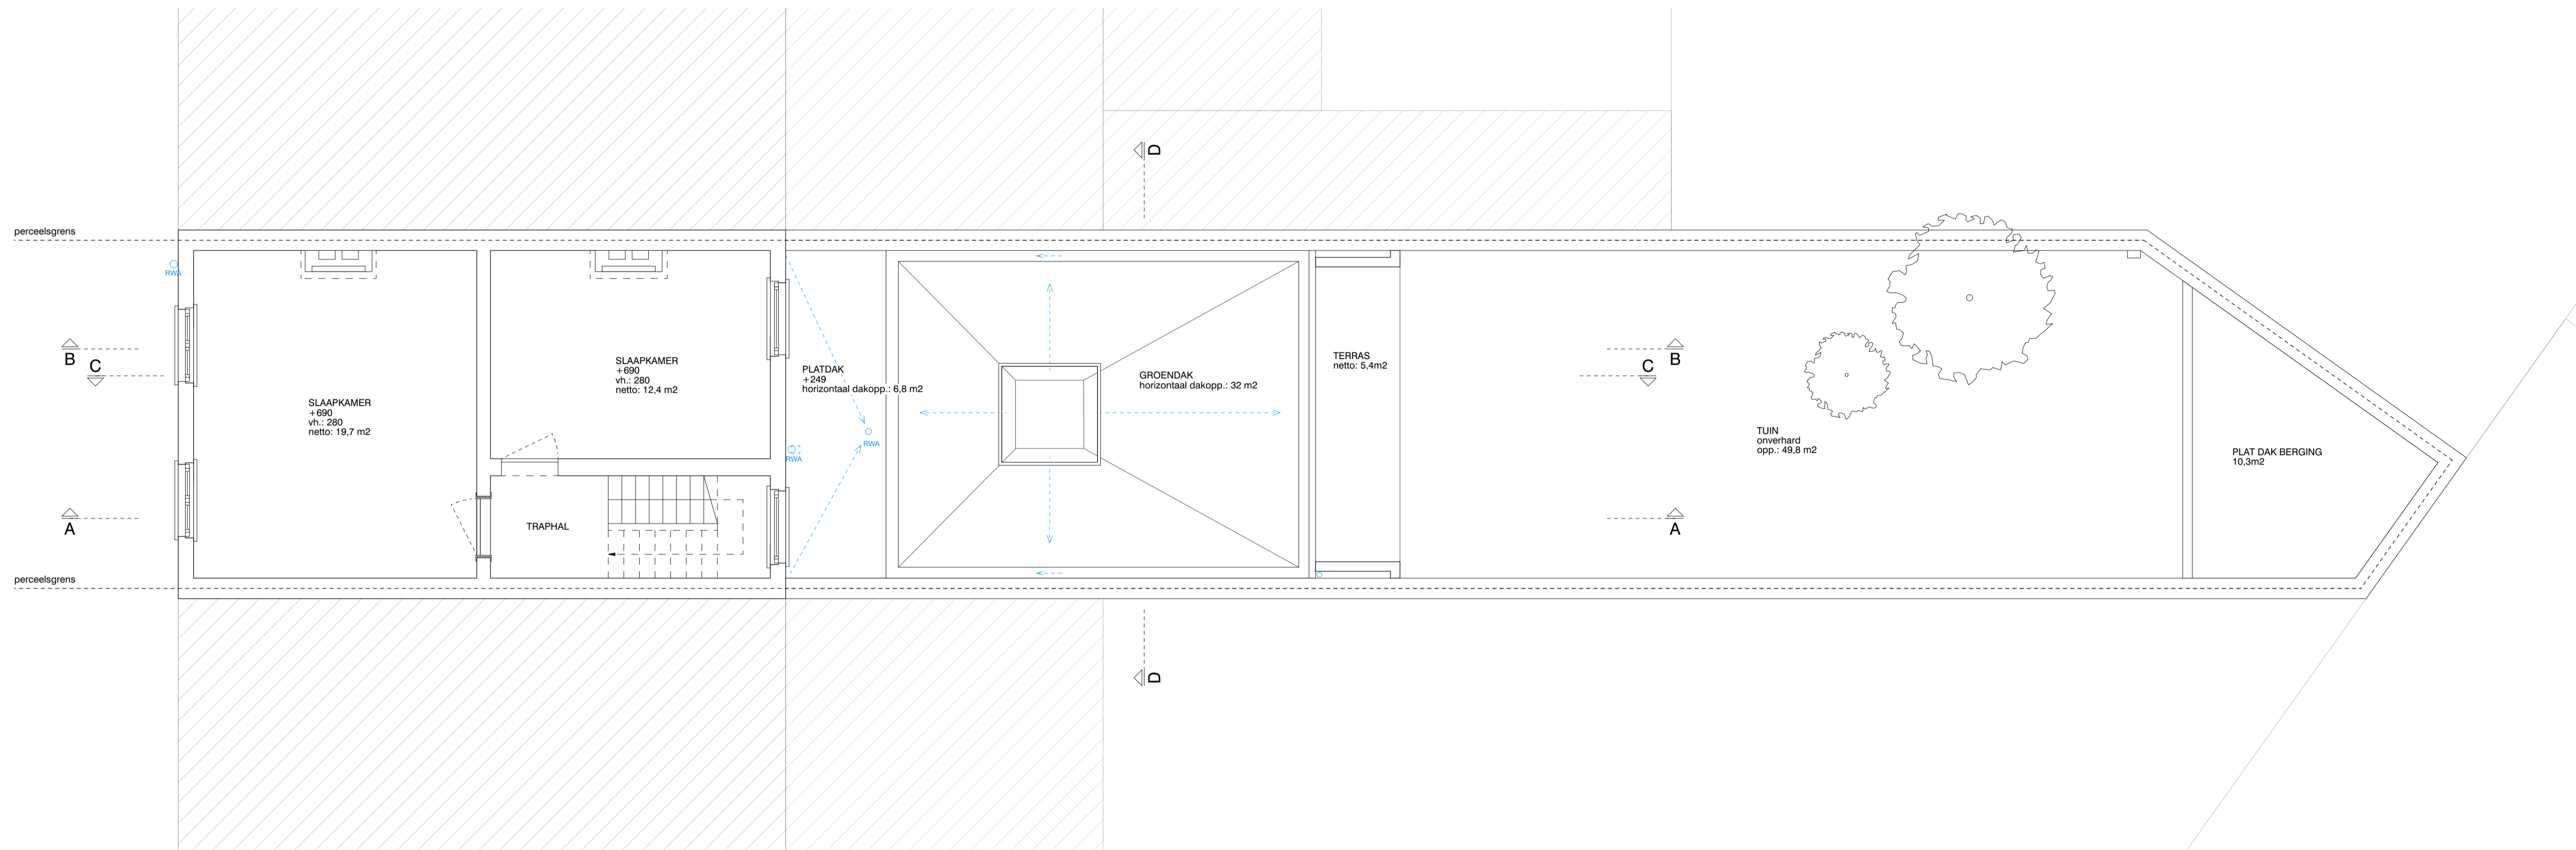 D
perceelsgrens
RWA
B
C
SLAAPKAMER
+690
vh.: 280
netto: 19,7 m2
SLAAPKAMER
+690
vh.: 280
netto: 12,4 m2
PLATDAK
+249
horizontaal dakopp.: 6,8 m2
RWA
RWA
GROENDAK
horizontaal dakopp.: 32 m2
TERRAS
netto: 5,4m2
C
B
TUIN
onverhard
opp.: 49,8 m2
PLAT DAK BERGING
10,3m2
A
TRAPHAL
A
perceelsgrens
D